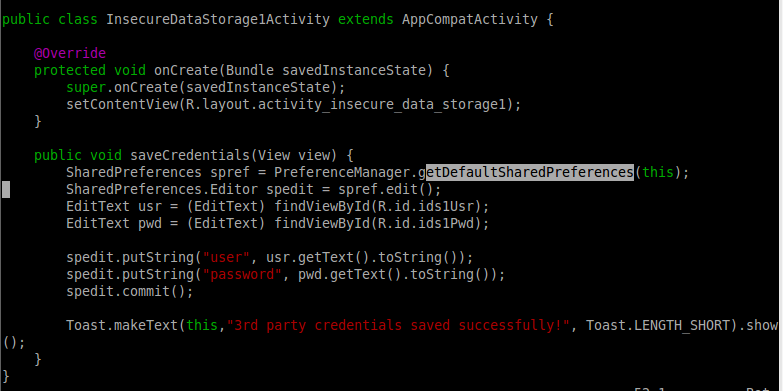 public class InsecureDataStorage1Activity extends AppCompatActivity {
@Override
protected void onCreate(Bundle savedInstanceState) {
super.onCreate(savedInstanceState);
setContentView(R.layout.activity_insecure_data_storage1);
}
public void saveCredentials(View view) {
SharedPreferences spref = PreferenceManager.getDefaultSharedPreferences(this);
SharedPreferences.Editor spedit = spref.edit();
EditText usr = (EditText) findViewById(R.id.ids1Usr);
EditText pwd = (EditText) findViewById(R.id.ids1Pwd);
spedit.putString("user", usr.getText().toString());
spedit.putString("password", pwd.getText().toString());
spedit.commit();
Toast.makeText(this,"3rd party credentials saved successfully!", Toast.LENGTH_SHORT).show
();
}
}